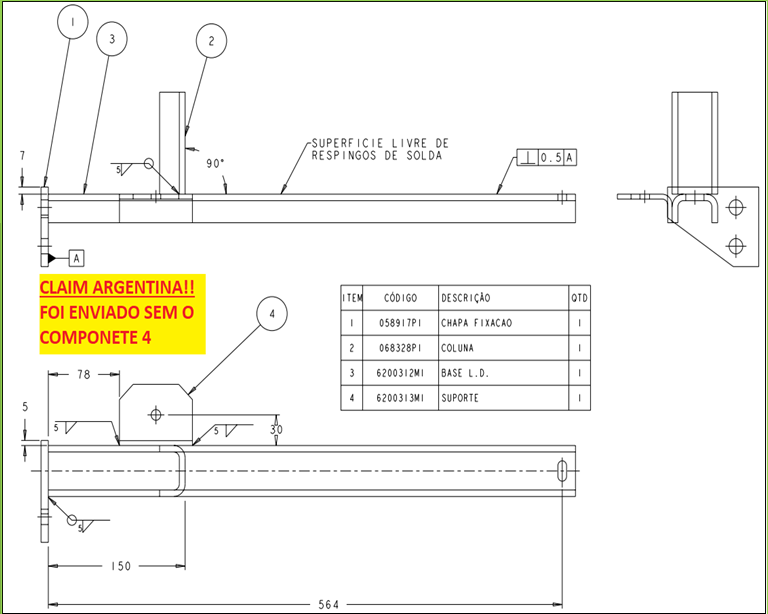 1
3
2
7
5
90°
SUPERFICIE LIVRE DE
RESPINGOS DE SOLDA
⊥ 0.5 A
A
CLAIM ARGENTINA!!
FOI ENVIADO SEM O
COMPONETE 4
4
ITEM CÓDIGO DESCRIÇÃO QTD
1 058917P1 CHAPA FIXACAO 1
2 068328P1 COLUNA 1
3 6200312M1 BASE L.D. 1
4 6200313M1 SUPORTE 1
78
5
5
5
30
5
150
564